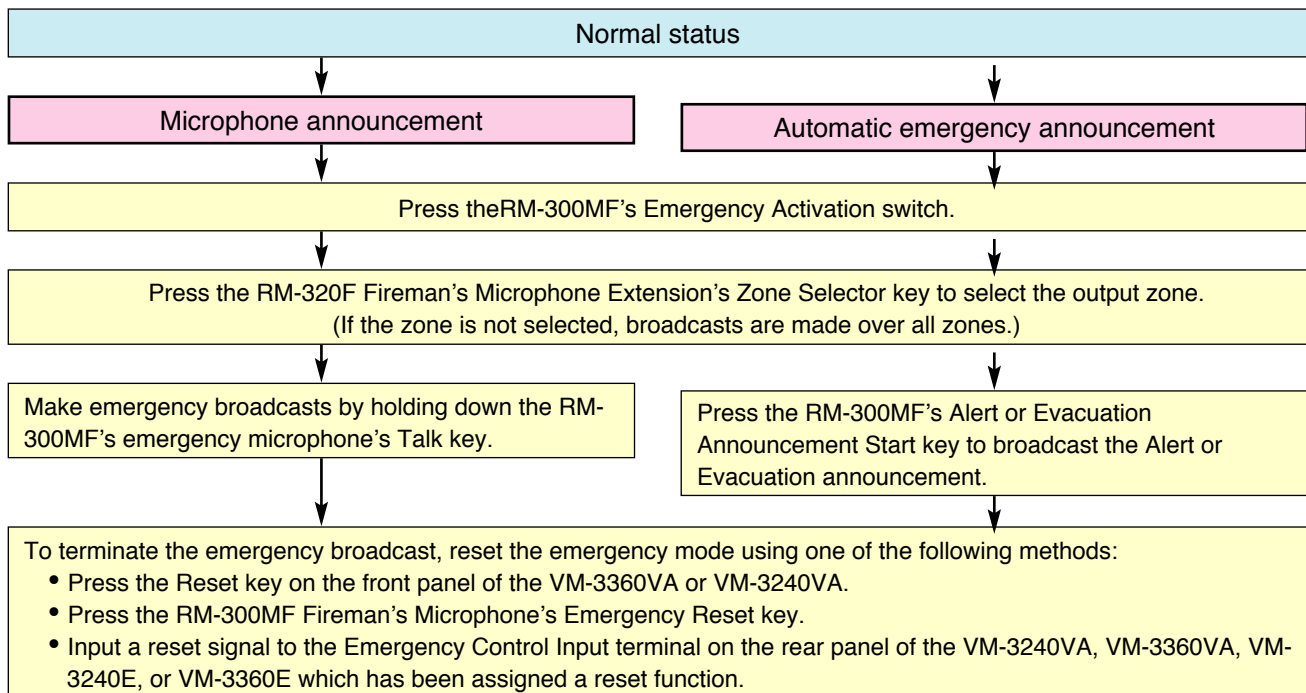 Normal status
Microphone announcement
Automatic emergency announcement
Press theRM-300MF’s Emergency Activation switch.
Press the RM-320F Fireman’s Microphone Extension’s Zone Selector key to select the output zone.
(If the zone is not selected, broadcasts are made over all zones.)
Make emergency broadcasts by holding down the RM-
300MF’s emergency microphone’s Talk key.
Press the RM-300MF’s Alert or Evacuation
Announcement Start key to broadcast the Alert or
Evacuation announcement.
To terminate the emergency broadcast, reset the emergency mode using one of the following methods:
• Press the Reset key on the front panel of the VM-3360VA or VM-3240VA.
• Press the RM-300MF Fireman’s Microphone’s Emergency Reset key.
• Input a reset signal to the Emergency Control Input terminal on the rear panel of the VM-3240VA, VM-3360VA, VM-
3240E, or VM-3360E which has been assigned a reset function.